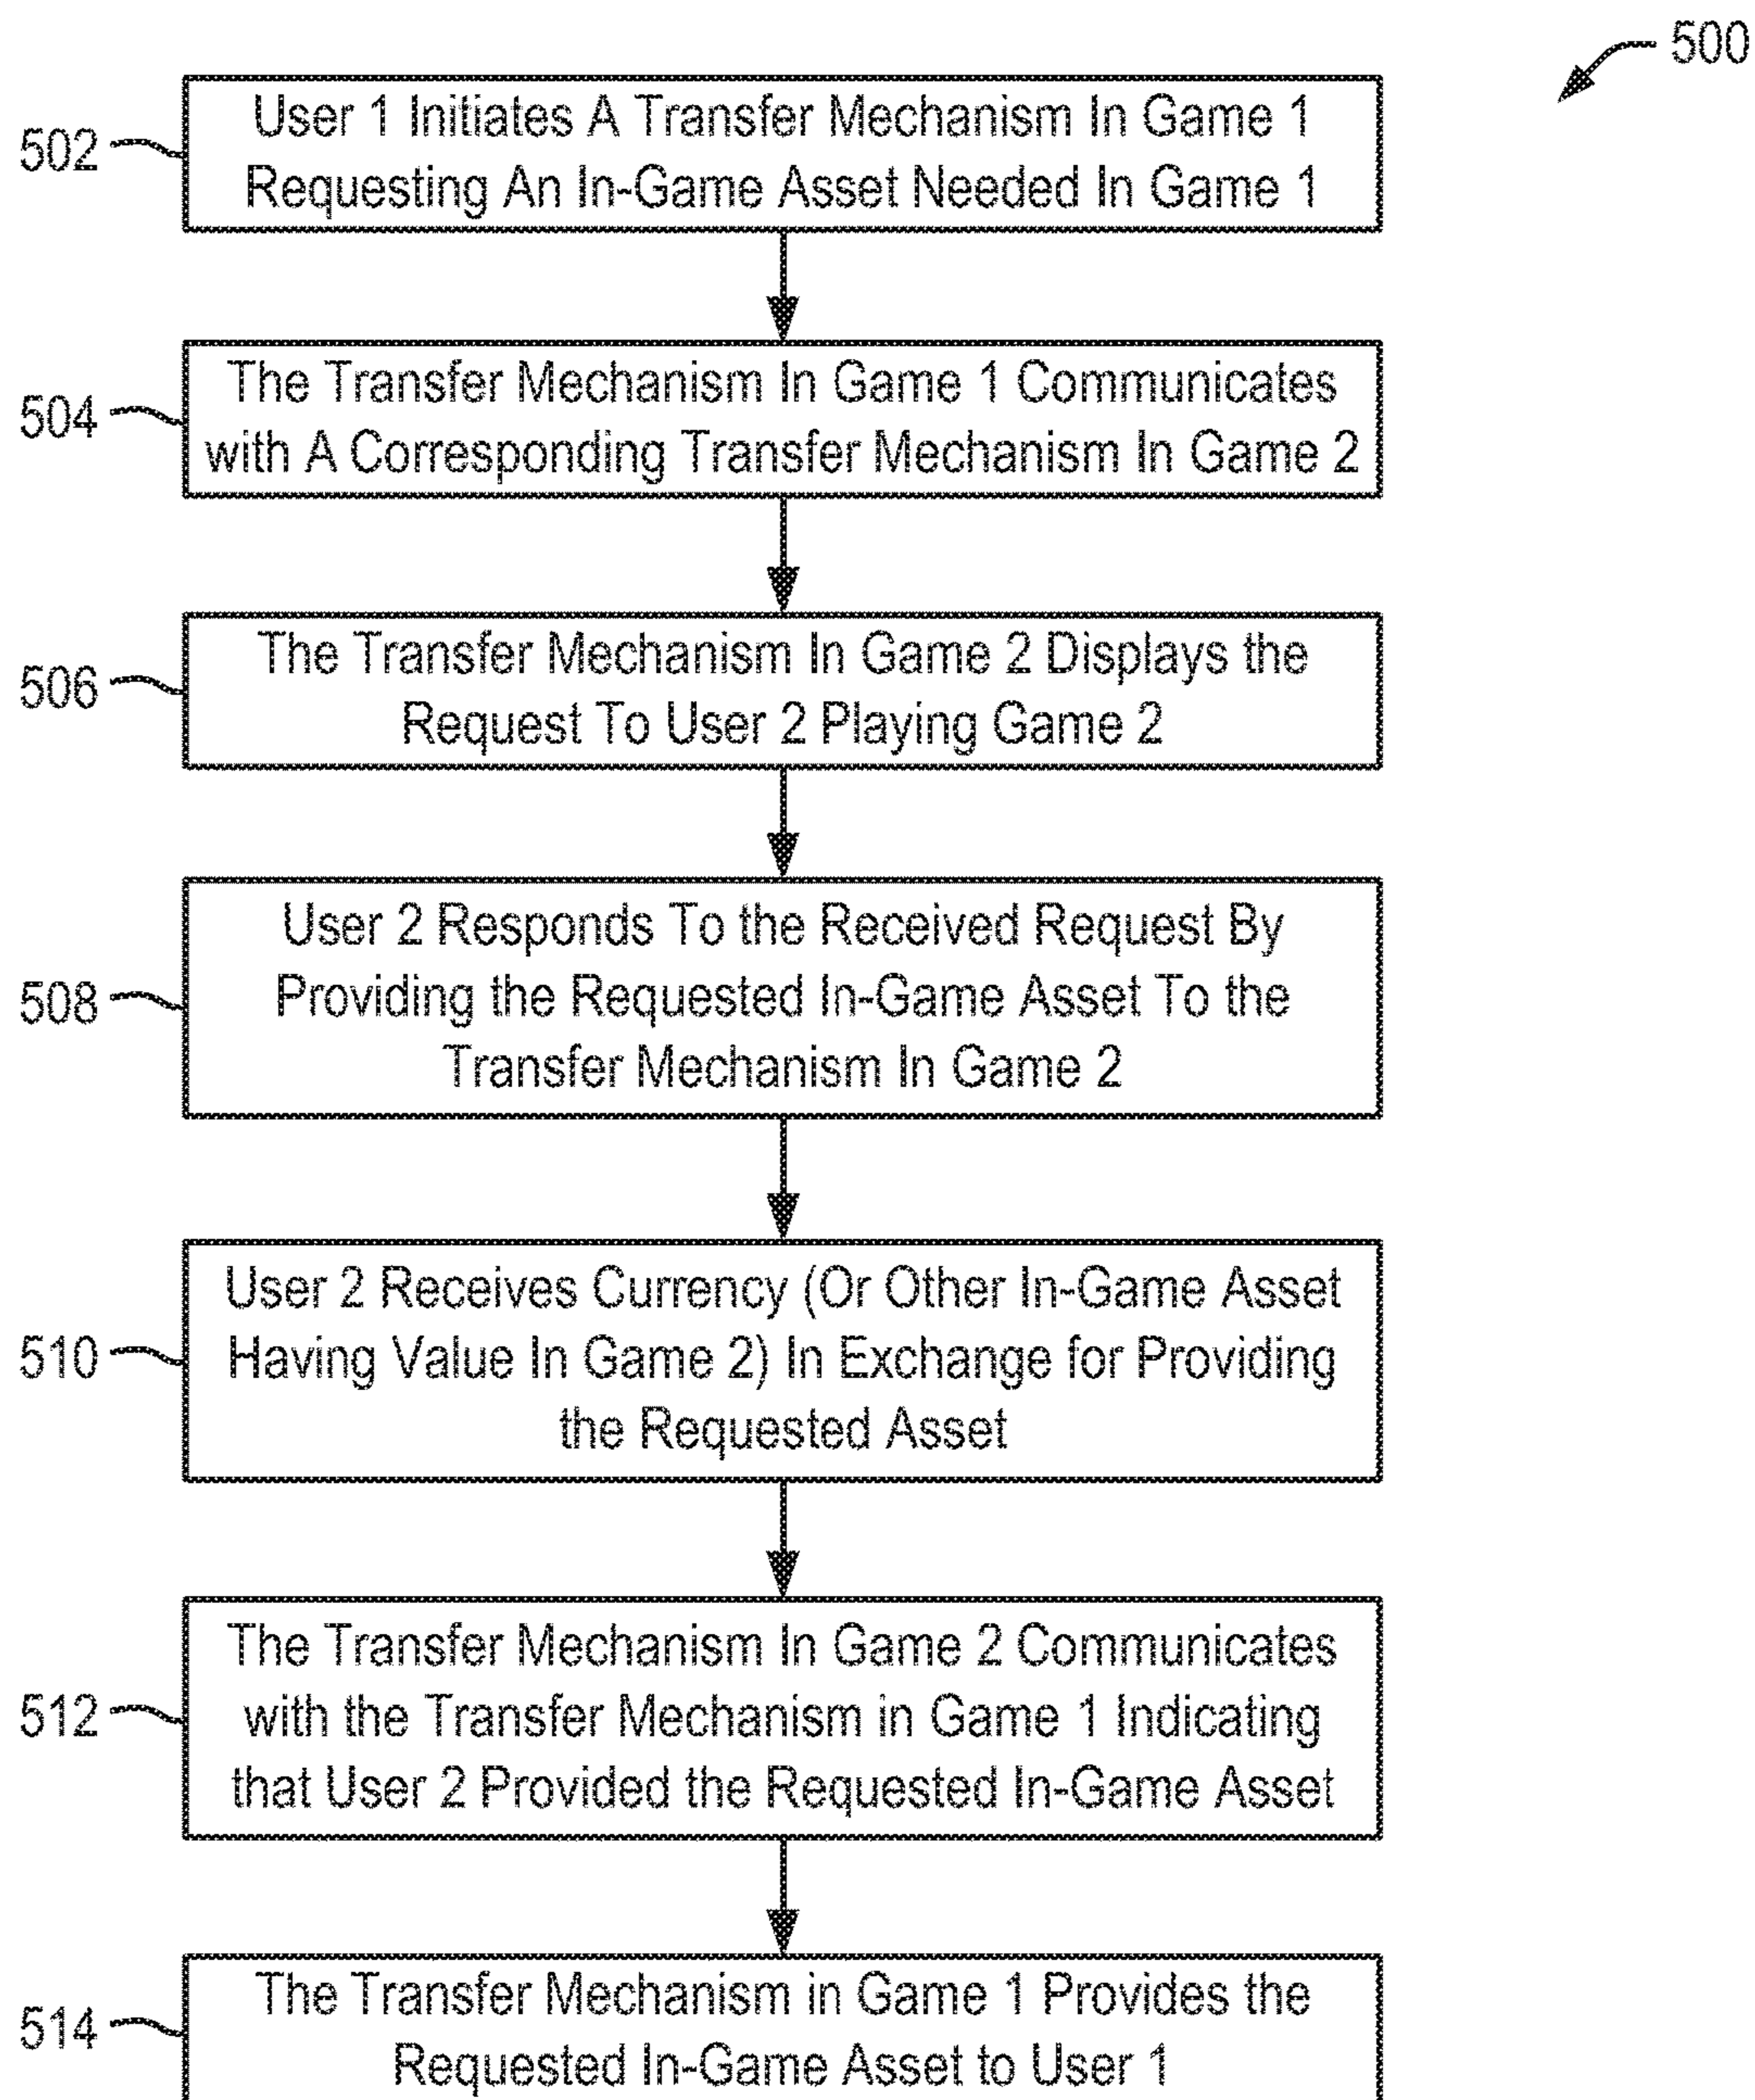 500
502
User 1 Initiates A Transfer Mechanism In Game 1
Requesting An In-Game Asset Needed In Game 1
504
The Transfer Mechanism In Game 1 Communicates
with A Corresponding Transfer Mechanism In Game 2
506
The Transfer Mechanism In Game 2 Displays the
Request To User 2 Playing Game 2
508
User 2 Responds To the Received Request By
Providing the Requested In-Game Asset To the
Transfer Mechanism In Game 2
510
User 2 Receives Currency (Or Other In-Game Asset
Having Value In Game 2) In Exchange for Providing
the Requested Asset
512
The Transfer Mechanism In Game 2 Communicates
with the Transfer Mechanism in Game 1 Indicating
that User 2 Provided the Requested In-Game Asset
514
The Transfer Mechanism in Game 1 Provides the
Requested In-Game Asset to User 1